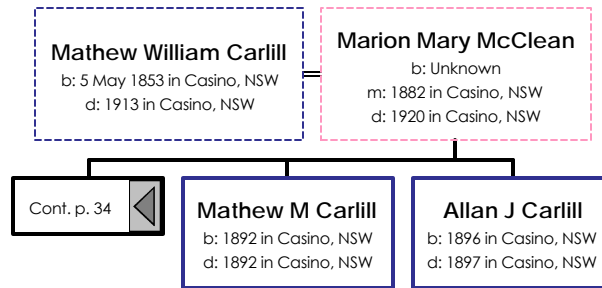 Mathew William Carlill
b: 5 May 1853 in Casino, NSW
d: 1913 in Casino, NSW
Marion Mary McClean
b: Unknown
m: 1882 in Casino, NSW
d: 1920 in Casino, NSW
Cont. p. 34
Mathew M Carlill
b: 1892 in Casino, NSW
d: 1892 in Casino, NSW
Allan J Carlill
b: 1896 in Casino, NSW
d: 1897 in Casino, NSW